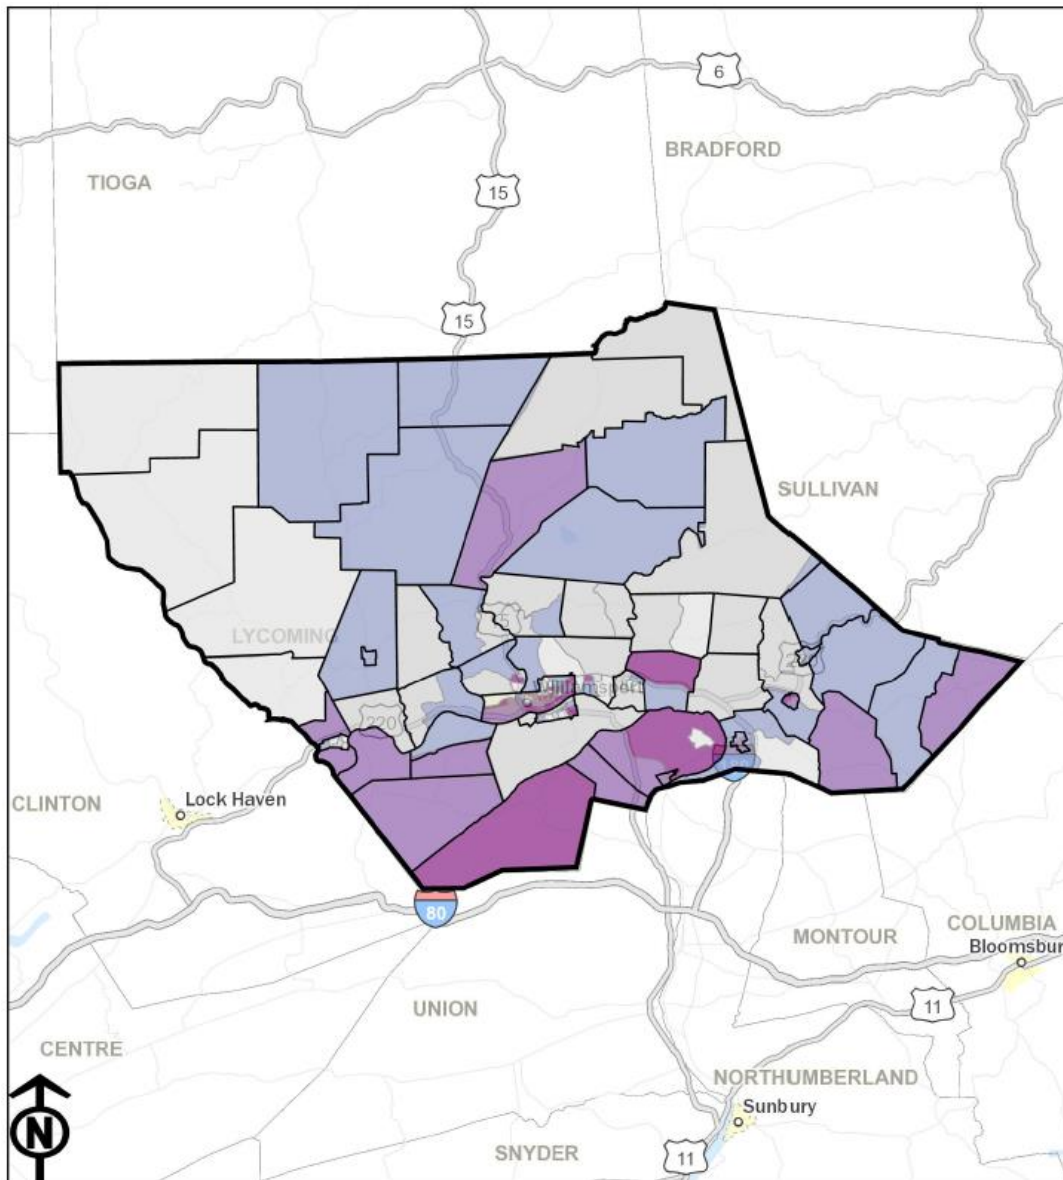 6
BRADFORD
TIOGA
15
15
SULLIVAN
LYCOMING
Williamsport
220
CLINTON
Lock Haven
80
COLUMBIA
MONTOUR
Bloomsbur
UNION
11
CENTRE
NORTHUMBERLAND
Sunbury
N
SNYDER
11